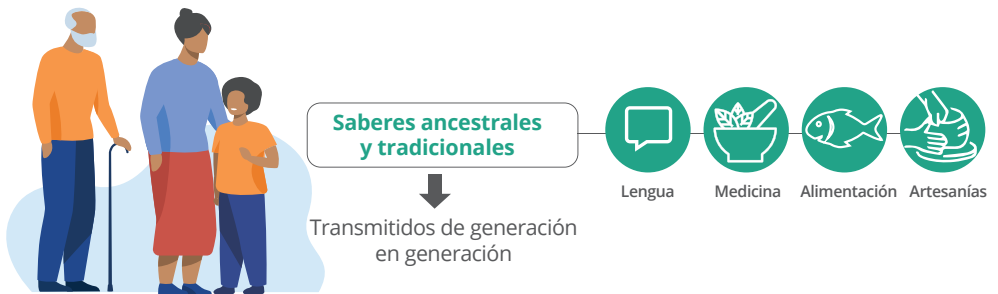 Saberes ancestrales
y tradicionales
Transmitidos de generación
en generación
Lengua
Medicina
Alimentación
Artesanías